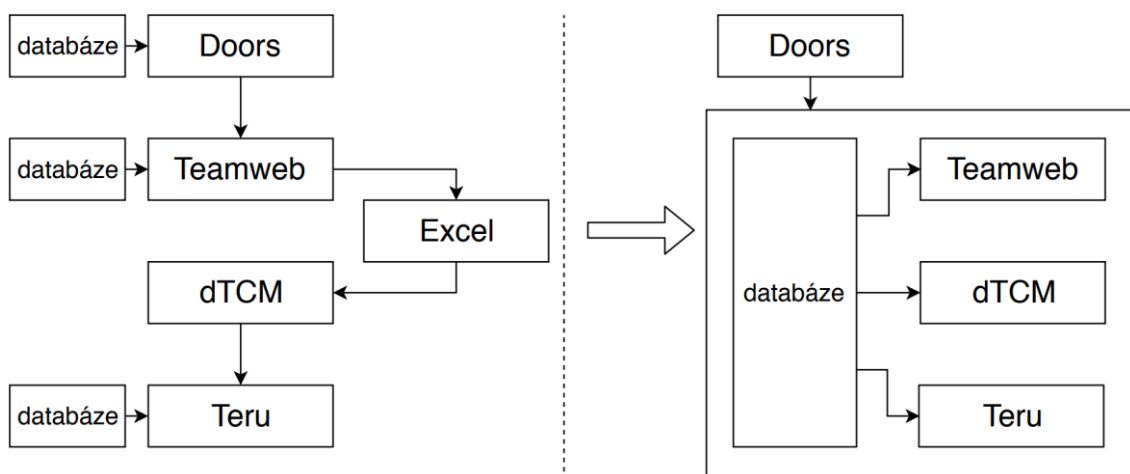 databáze
Doors
databáze
Teamweb
Excel
dTCM
databáze
Teru
Doors
databáze
Teamweb
dTCM
Teru